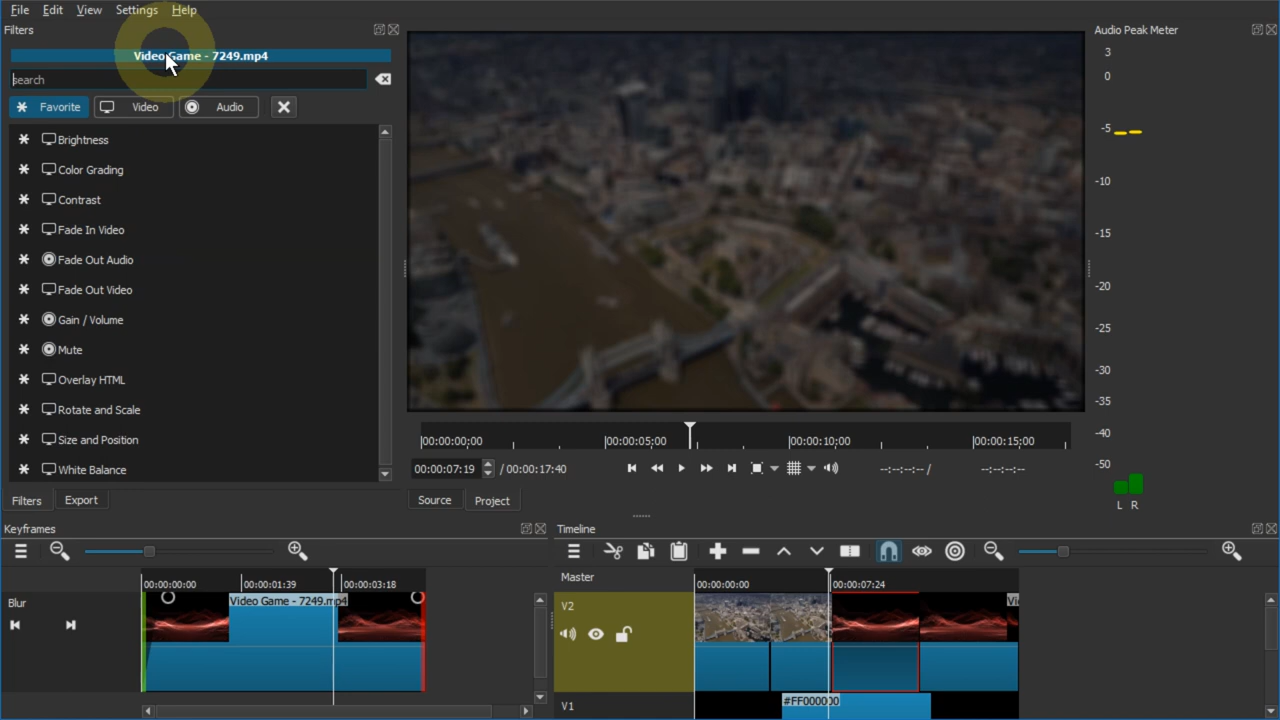 File Edit View Settings Help
Filters
Video Game - 7249.mp4
search
Favorite Video Audio
Brightness
Color Grading
Contrast
Fade In Video
Fade Out Audio
Fade Out Video
Gain / Volume
Mute
Overlay HTML
Rotate and Scale
Size and Position
White Balance
Filters Export
Audio Peak Meter
3
0
-5
-10
-15
-20
-25
-30
-35
-40
-50
L R
00:00:00;00 00:00:05;00 00:00:10;00 00:00:15;00
00:00:07:19 / 00:00:17:40 --:--:--:-- / --:--:--:--
Source Project
Keyframes
00:00:00:00 00:00:01:39 00:00:03:18
Blur
Video Game - 7249.mp4
Timeline
Master
00:00:00:00 00:00:07:24
V2
Vi
V1
#FF000000